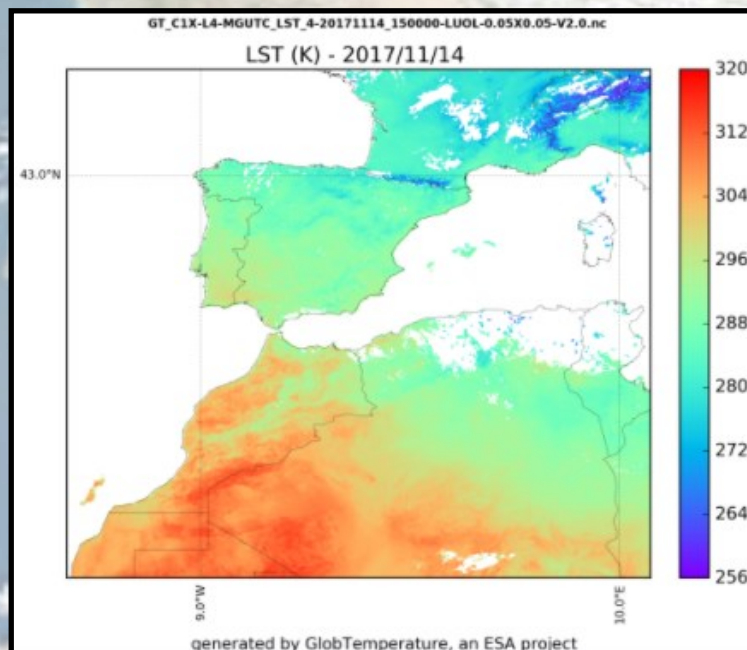 GT_C1X-L4-MGUTC_LST_4-20171114_150000-LUOL-0.05X0.05-V2.0.nc
LST (K) - 2017/11/14
320
312
304
296
288
280
272
264
256
43.0°N
9.0°W
10.0°E
generated by GlobTemperature, an ESA project